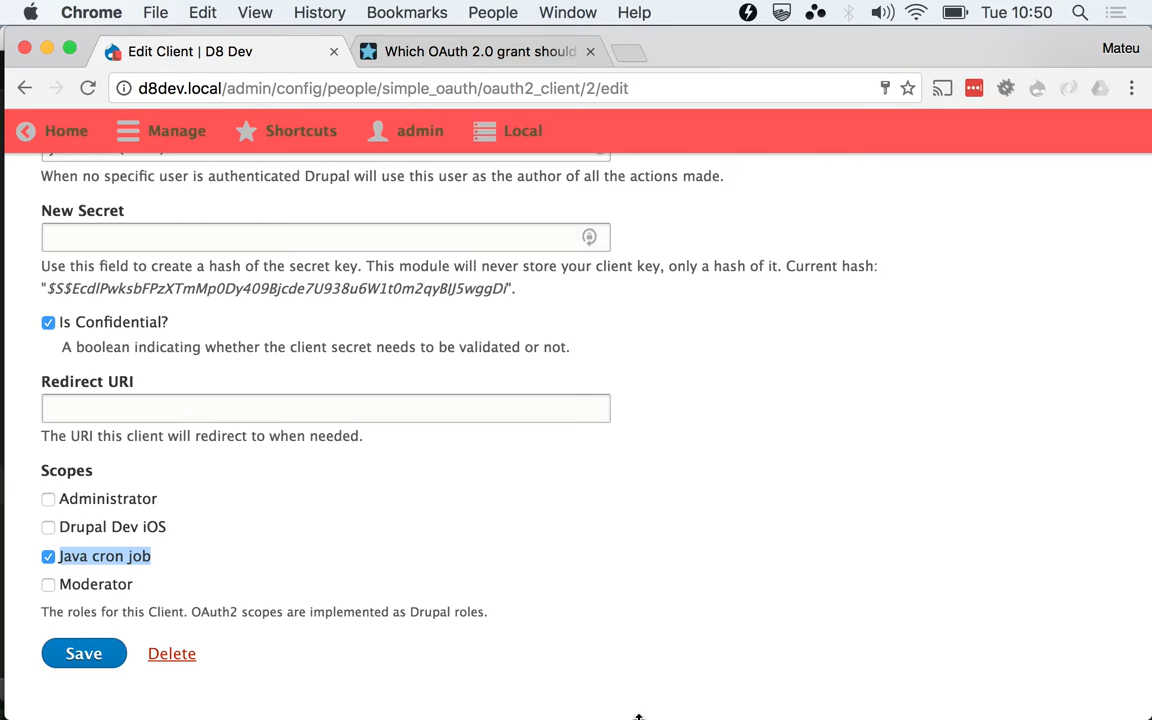 Chrome File Edit View History Bookmarks People Window Help Tue 10:50
Edit Client | D8 Dev Which OAuth 2.0 grant should Mateu
d8dev.local/admin/config/people/simple_oauth/oauth2_client/2/edit
Home Manage Shortcuts admin Local
When no specific user is authenticated Drupal will use this user as the author of all the actions made.
New Secret
Use this field to create a hash of the secret key. This module will never store your client key, only a hash of it. Current hash:
"$S$EcdlPwksbFPzXTmMp0Dy409Bjcde7U938u6W1t0m2qyBIJ5wggDi".
Is Confidential?
A boolean indicating whether the client secret needs to be validated or not.
Redirect URI
The URI this client will redirect to when needed.
Scopes
Administrator
Drupal Dev iOS
Java cron job
Moderator
The roles for this Client. OAuth2 scopes are implemented as Drupal roles.
Save Delete